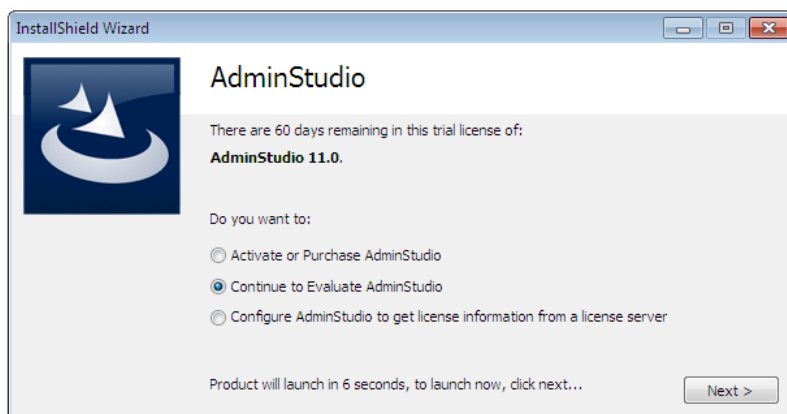 InstallShield Wizard
AdminStudio
There are 60 days remaining in this trial license of:
AdminStudio 11.0.
Do you want to:
Activate or Purchase AdminStudio
Continue to Evaluate AdminStudio
Configure AdminStudio to get license information from a license server
Product will launch in 6 seconds, to launch now, click next...
Next >